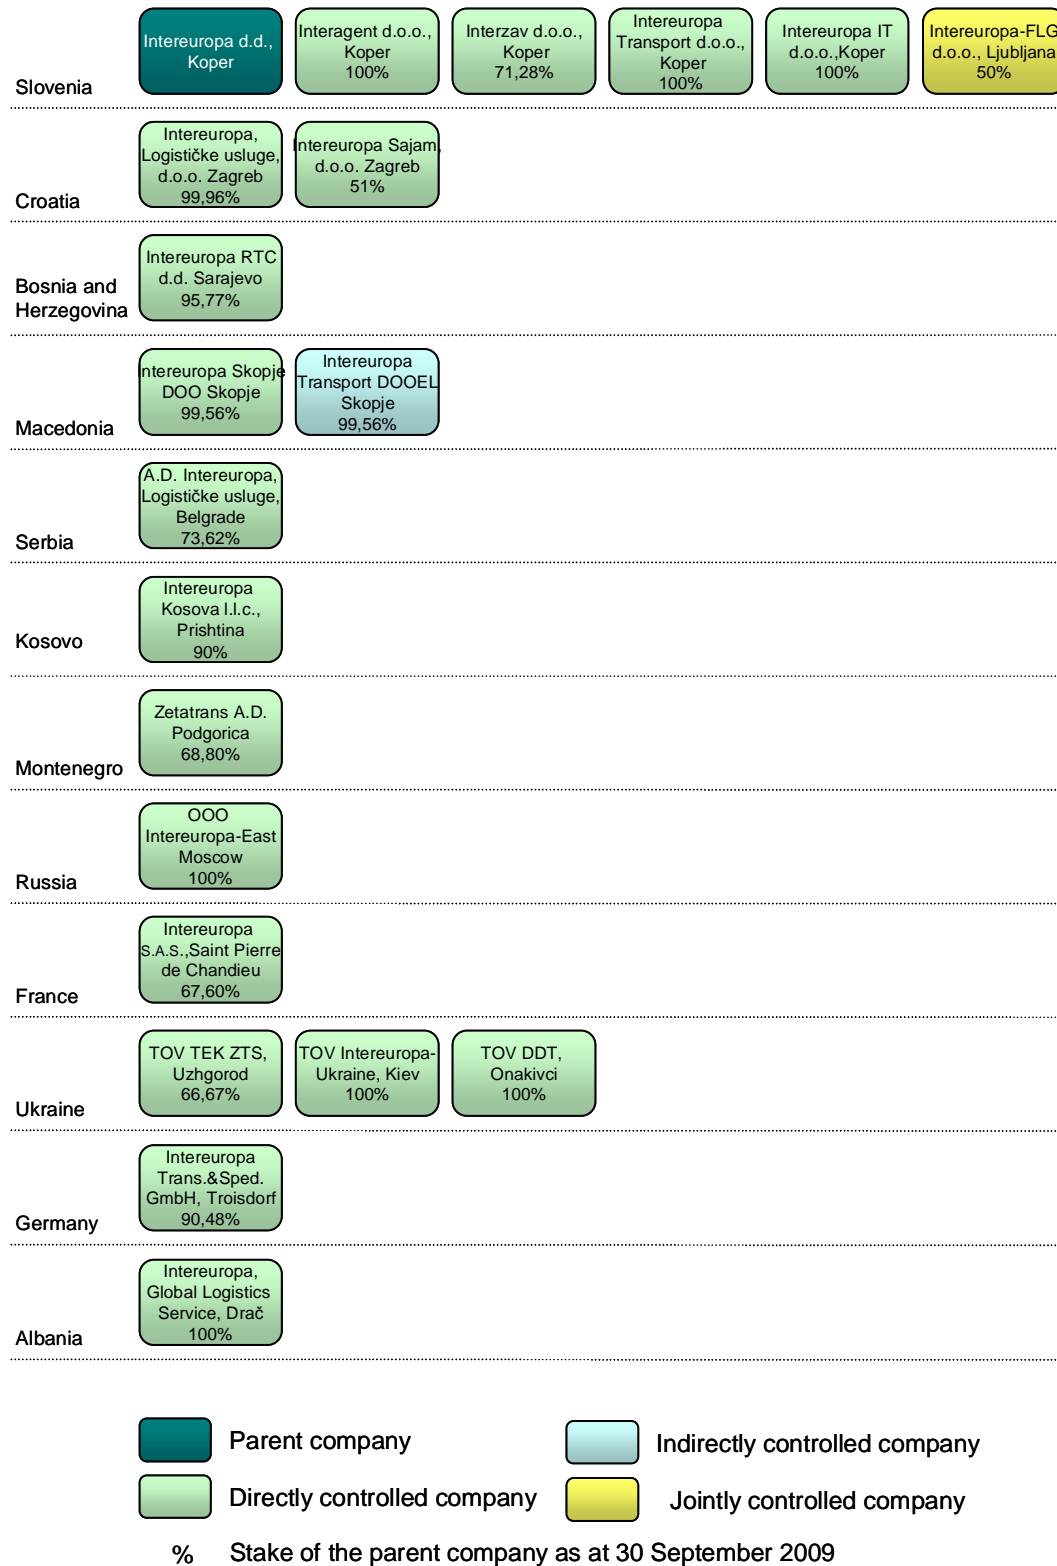 Slovenia
Intereuropa d.d.,
Koper
Interagent d.o.o.,
Koper
100%
Interzav d.o.o.,
Koper
71,28%
Intereuropa
Transport d.o.o.,
Koper
100%
Intereuropa IT
d.o.o.,Koper
100%
Intereuropa-FLG
d.o.o., Ljubljana
50%
Croatia
Intereuropa,
Logističke usluge,
d.o.o. Zagreb
99,96%
Intereuropa Sajam,
d.o.o. Zagreb
51%
Bosnia and
Herzegovina
Intereuropa RTC
d.d. Sarajevo
95,77%
Macedonia
Intereuropa Skopje
DOO Skopje
99,56%
Intereuropa
Transport DOOEL
Skopje
99,56%
Serbia
A.D. Intereuropa,
Logističke usluge,
Belgrade
73,62%
Kosovo
Intereuropa
Kosova l.l.c.,
Prishtina
90%
Montenegro
Zetatrans A.D.
Podgorica
68,80%
Russia
OOO
Intereuropa-East
Moscow
100%
France
Intereuropa
S.A.S.,Saint Pierre
de Chandieu
67,60%
Ukraine
TOV TEK ZTS,
Uzhgorod
66,67%
TOV Intereuropa-
Ukraine, Kiev
100%
TOV DDT,
Onakivci
100%
Germany
Intereuropa
Trans.&Sped.
GmbH, Troisdorf
90,48%
Albania
Intereuropa,
Global Logistics
Service, Drač
100%
Parent company
Indirectly controlled company
Directly controlled company
Jointly controlled company
% Stake of the parent company as at 30 September 2009